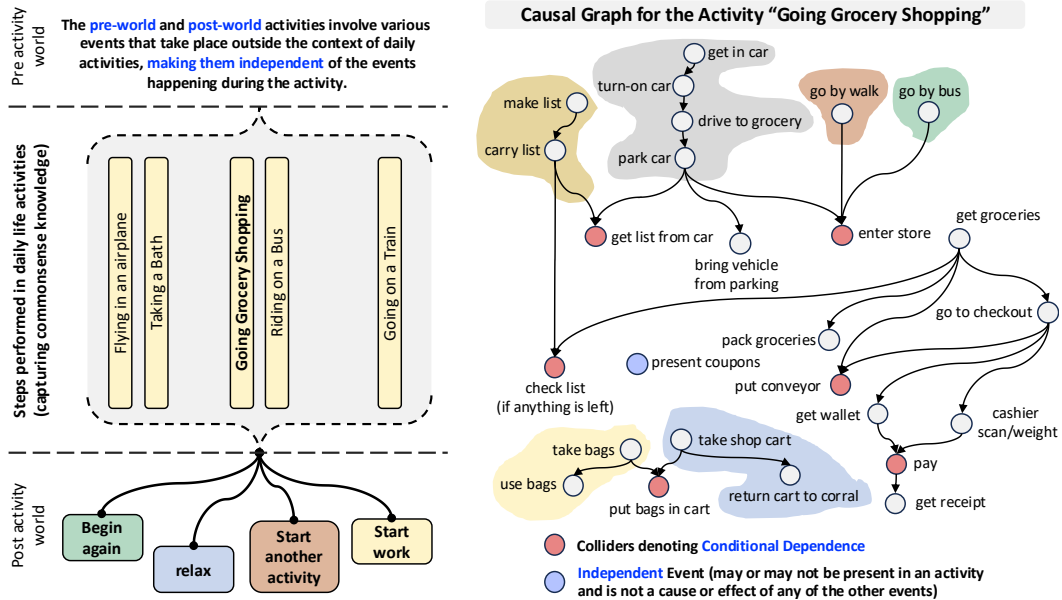 Pre activity
world
The pre-world and post-world activities involve various
events that take place outside the context of daily
activities, making them independent of the events
happening during the activity.
Steps performed in daily life activities
(capturing commonsense knowledge)
Flying in an airplane
Taking a Bath
Going Grocery Shopping
Riding on a Bus
Going on a Train
Post activity
world
Begin
again
relax
Start
another
activity
Start
work
Causal Graph for the Activity “Going Grocery Shopping”
get in car
turn-on car
make list
drive to grocery
carry list
park car
go by walk
go by bus
get list from car
bring vehicle
from parking
enter store
get groceries
go to checkout
pack groceries
present coupons
check list
(if anything is left)
put conveyor
get wallet
cashier
scan/weight
take bags
take shop cart
pay
use bags
put bags in cart
return cart to corral
get receipt
Colliders denoting Conditional Dependence
Independent Event (may or may not be present in an activity
and is not a cause or effect of any of the other events)